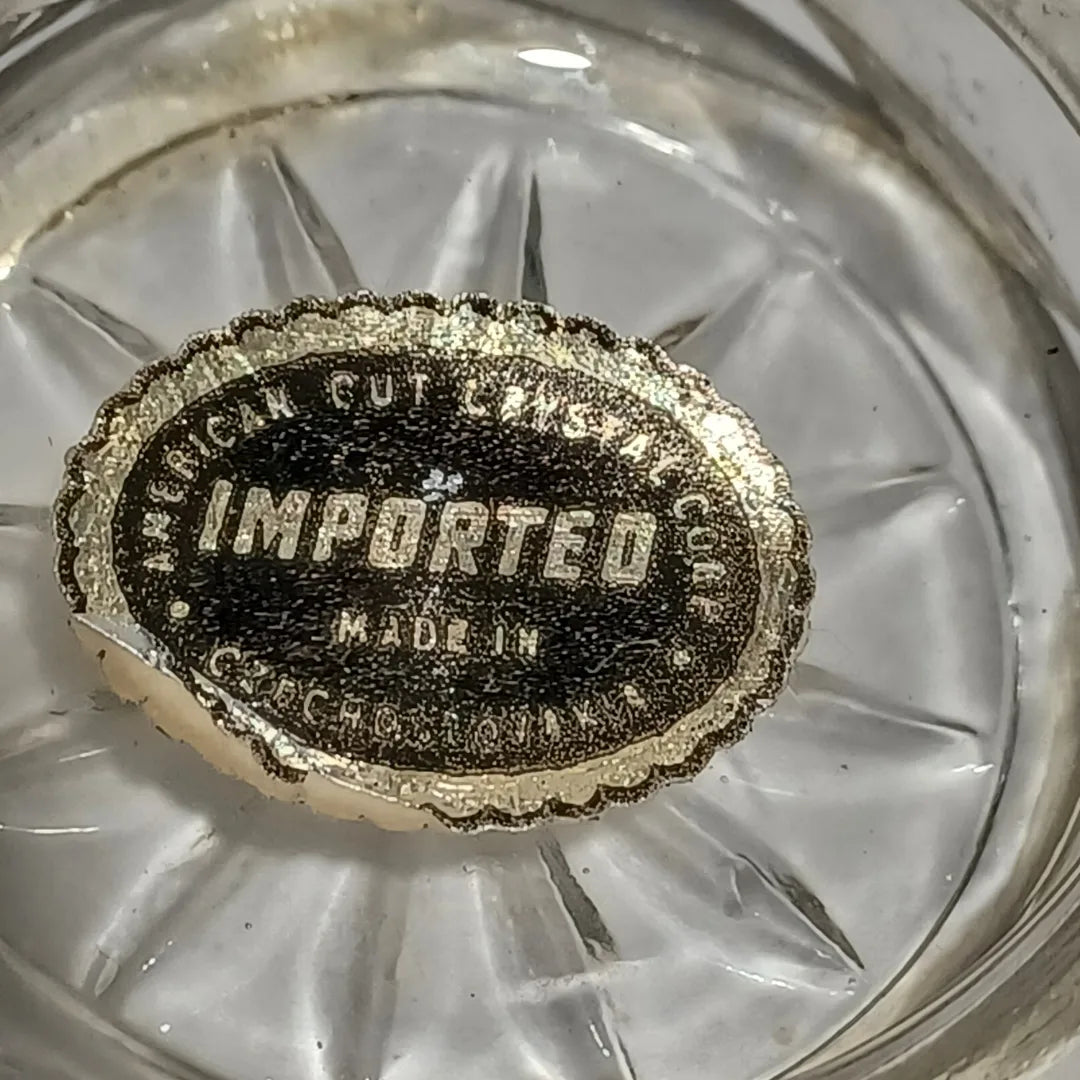 AMERICAN CUT CRYSTAL CORP
IMPORTED
MADE IN
CZECHOSLOVAKIA